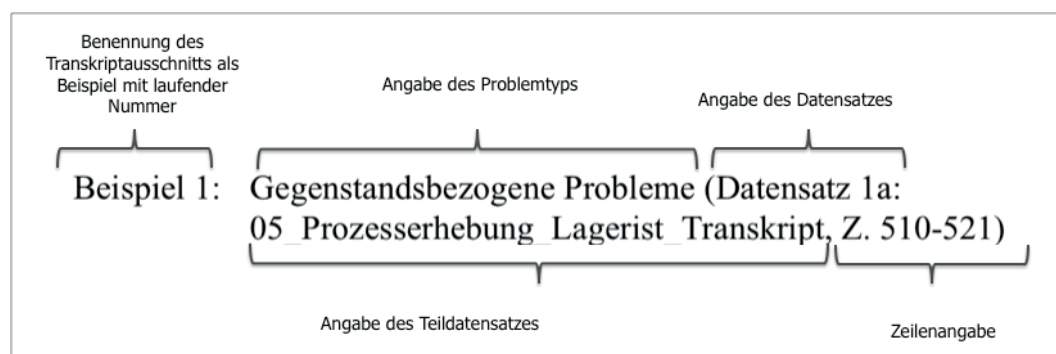 Benennung des
Transkriptausschnitts als
Beispiel mit laufender
Nummer
Angabe des Problemtyps
Angabe des Datensatzes
Beispiel 1: Gegenstandsbezogene Probleme (Datensatz 1a:
05_Prozesserhebung_Lagerist_Transkript, Z. 510-521)
Angabe des Teildatensatzes
Zeilenangabe